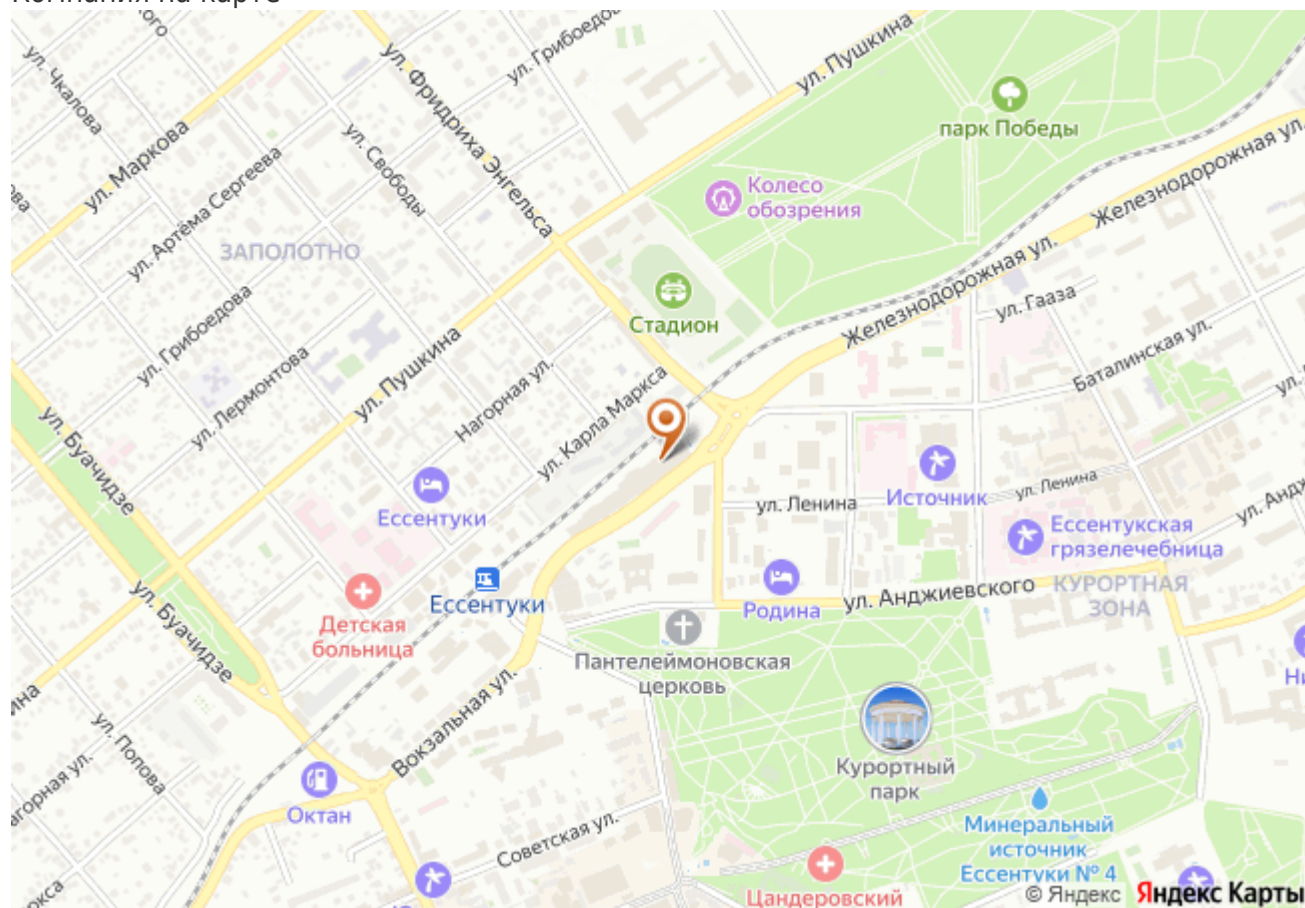 Компания на карте
ул. Грибоедова
ул. Чкалова
ул. Фридриха Энгельса
ул. Пушкина
парк Победы
ул. Маркова
ул. Свободы
Железнодорожная ул.
ул. Артёма Сергеева
Колесо
обозрения
ЗАПОЛОТНО
Железнодорожная ул.
Стадион
ул. Гааза
ул. Грибоедова
ул. Лермонтова
ул. Пушкина
Нагорная ул.
ул. Карла Маркса
Баталинская ул.
ул. Буачидзе
Источник
ул. Ленина
ул. Ленина
Ессентуки
Ессентукская
грязелечебница
Ессентуки
Родина
ул. Анджиевского
КУРОРТНАЯ
ЗОНА
ул. Буачидзе
Детская
больница
Пантелеймоновская
церковь
Вокзальная ул.
ул. Попова
Курортный
парк
Октан
Советская ул.
Минеральный
источник
Ессентуки № 4
Цандеровский
© Яндекс Яндекс Карты